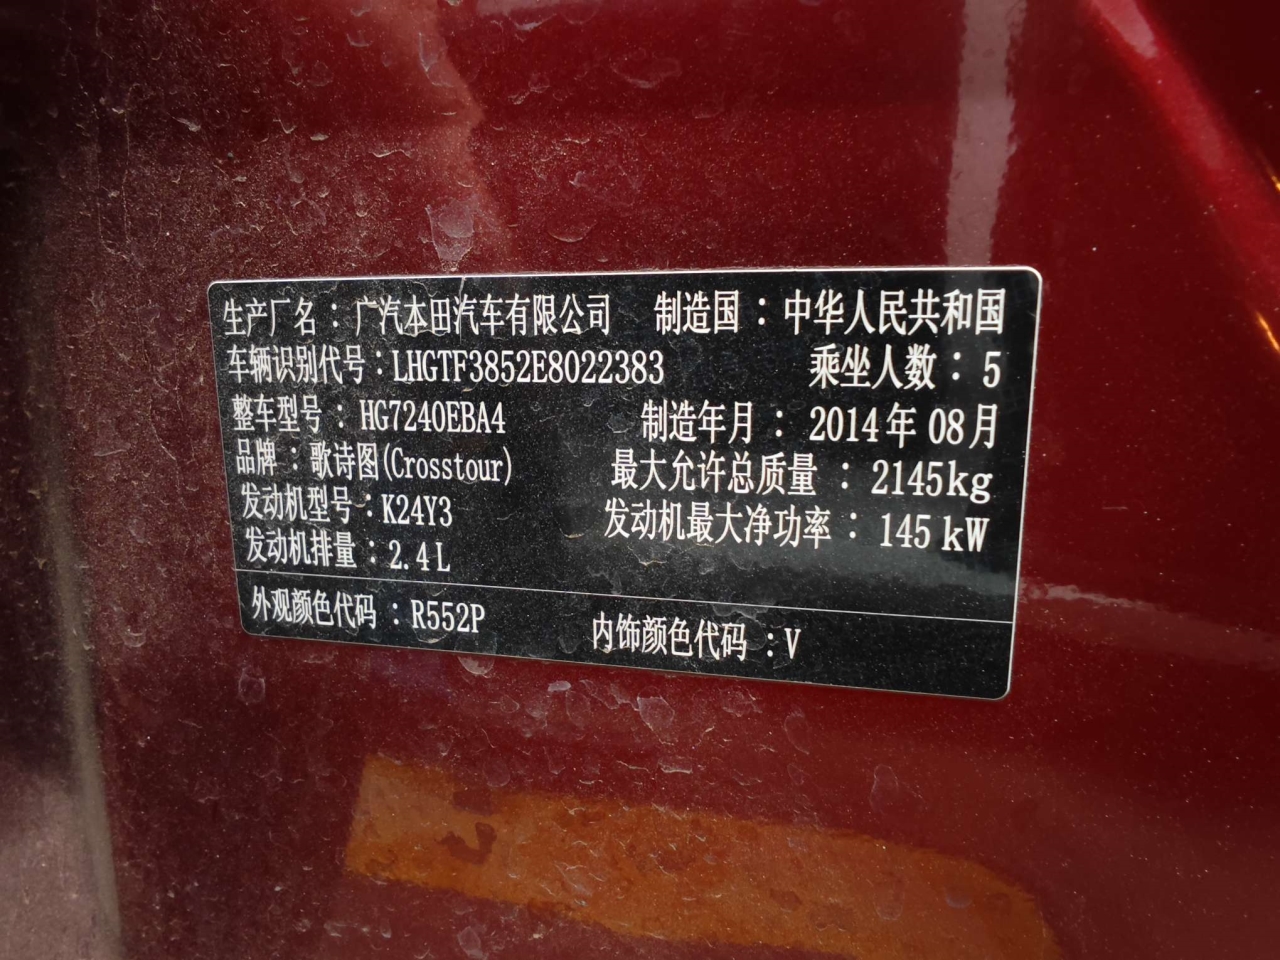 生产厂名：广汽本田汽车有限公司 制造国：中华人民共和国
车辆识别代号：LHGTF3852E8022383 乘坐人数：5
整车型号：HG7240EBA4 制造年月：2014年08月
品牌：歌诗图(Crosstour) 最大允许总质量：2145kg
发动机型号：K24Y3 发动机最大净功率：145kW
发动机排量：2.4L
外观颜色代码：R552P 内饰颜色代码：V